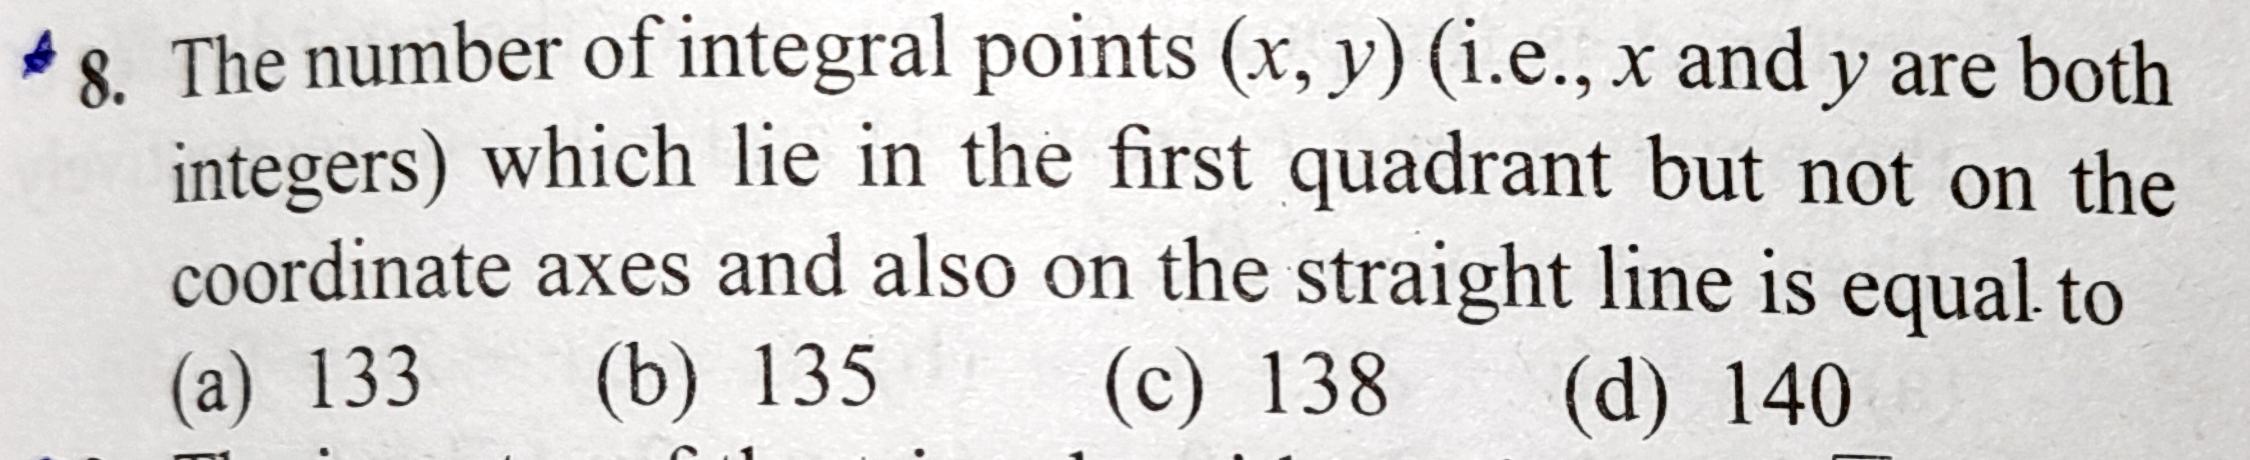 8. The number of integral points (x, y) (i.e., x and y are both
integers) which lie in the first quadrant but not on the
coordinate axes and also on the straight line is equal to
(a) 133 (b) 135 (c) 138 (d) 140